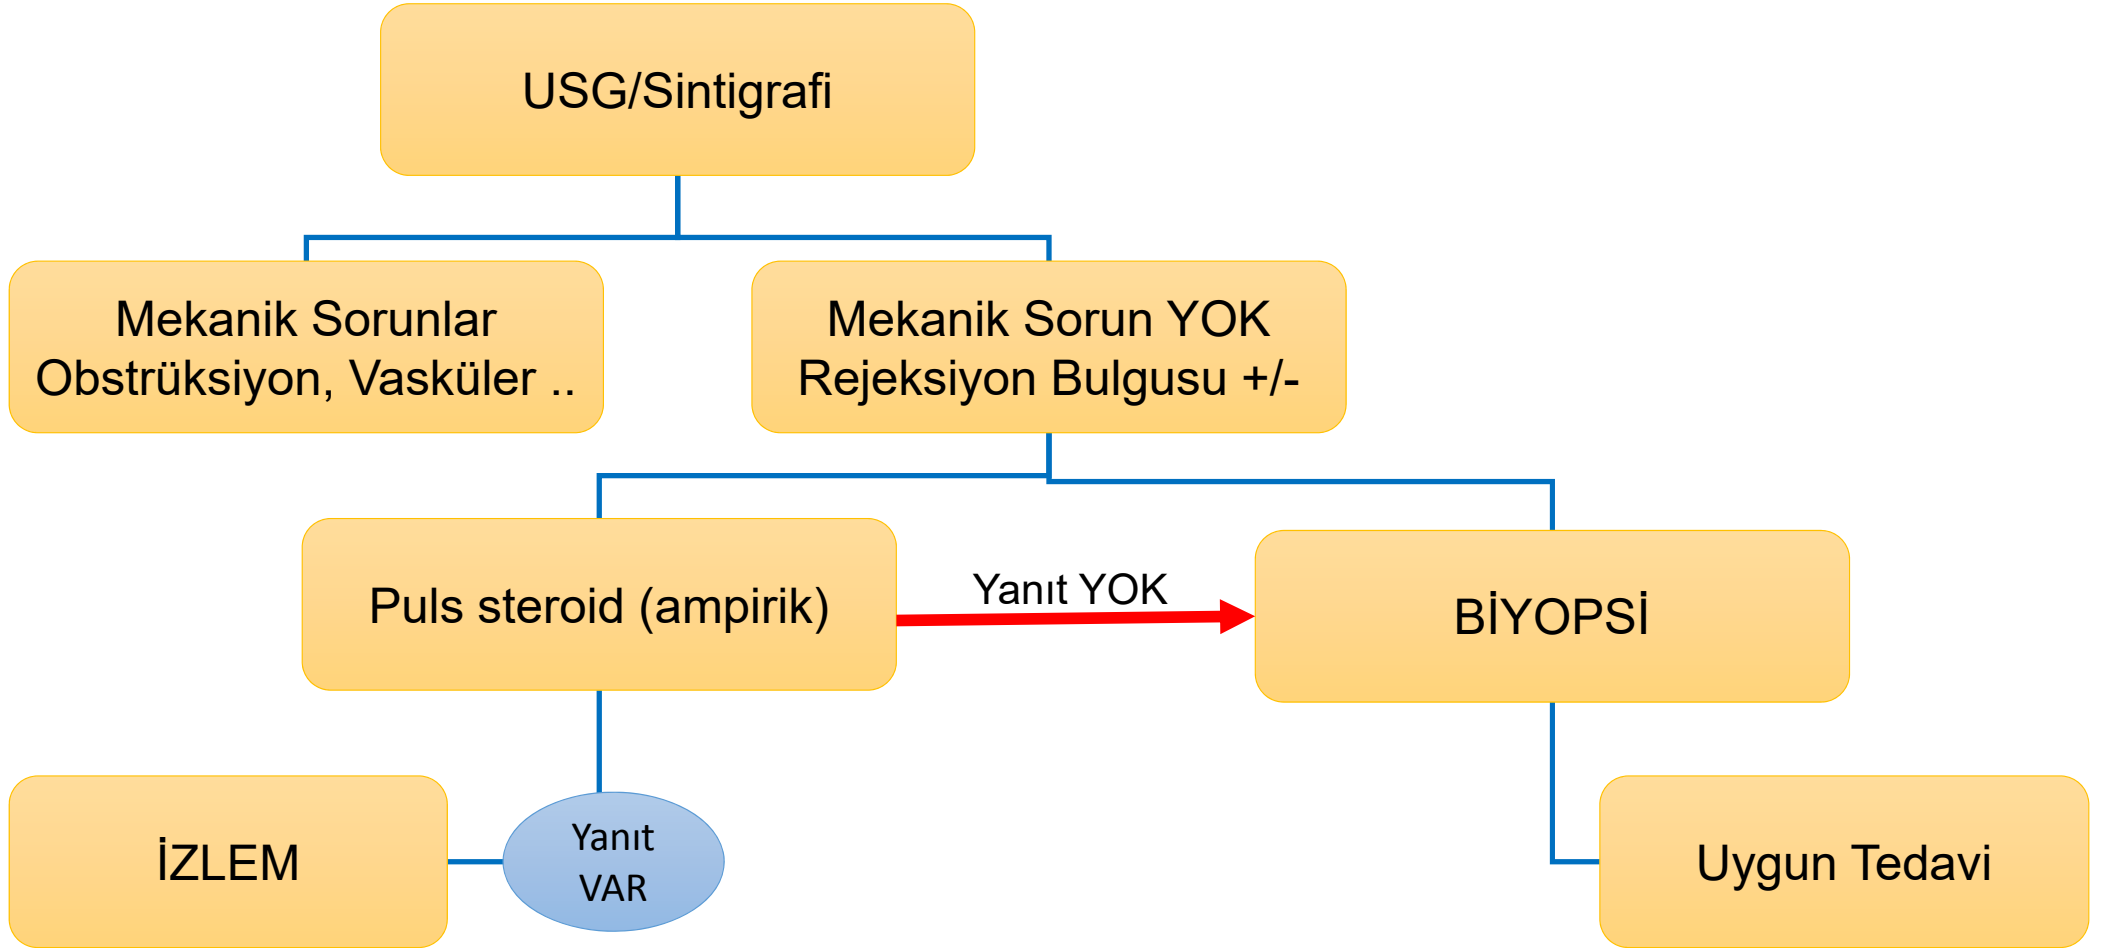 USG/Sintigrafi
Mekanik Sorunlar
Obstrüksiyon, Vasküler ..
Mekanik Sorun YOK
Rejeksiyon Bulgusu +/-
Puls steroid (ampirik)
Yanıt YOK
BİYOPSİ
İZLEM
Yanıt
VAR
Uygun Tedavi